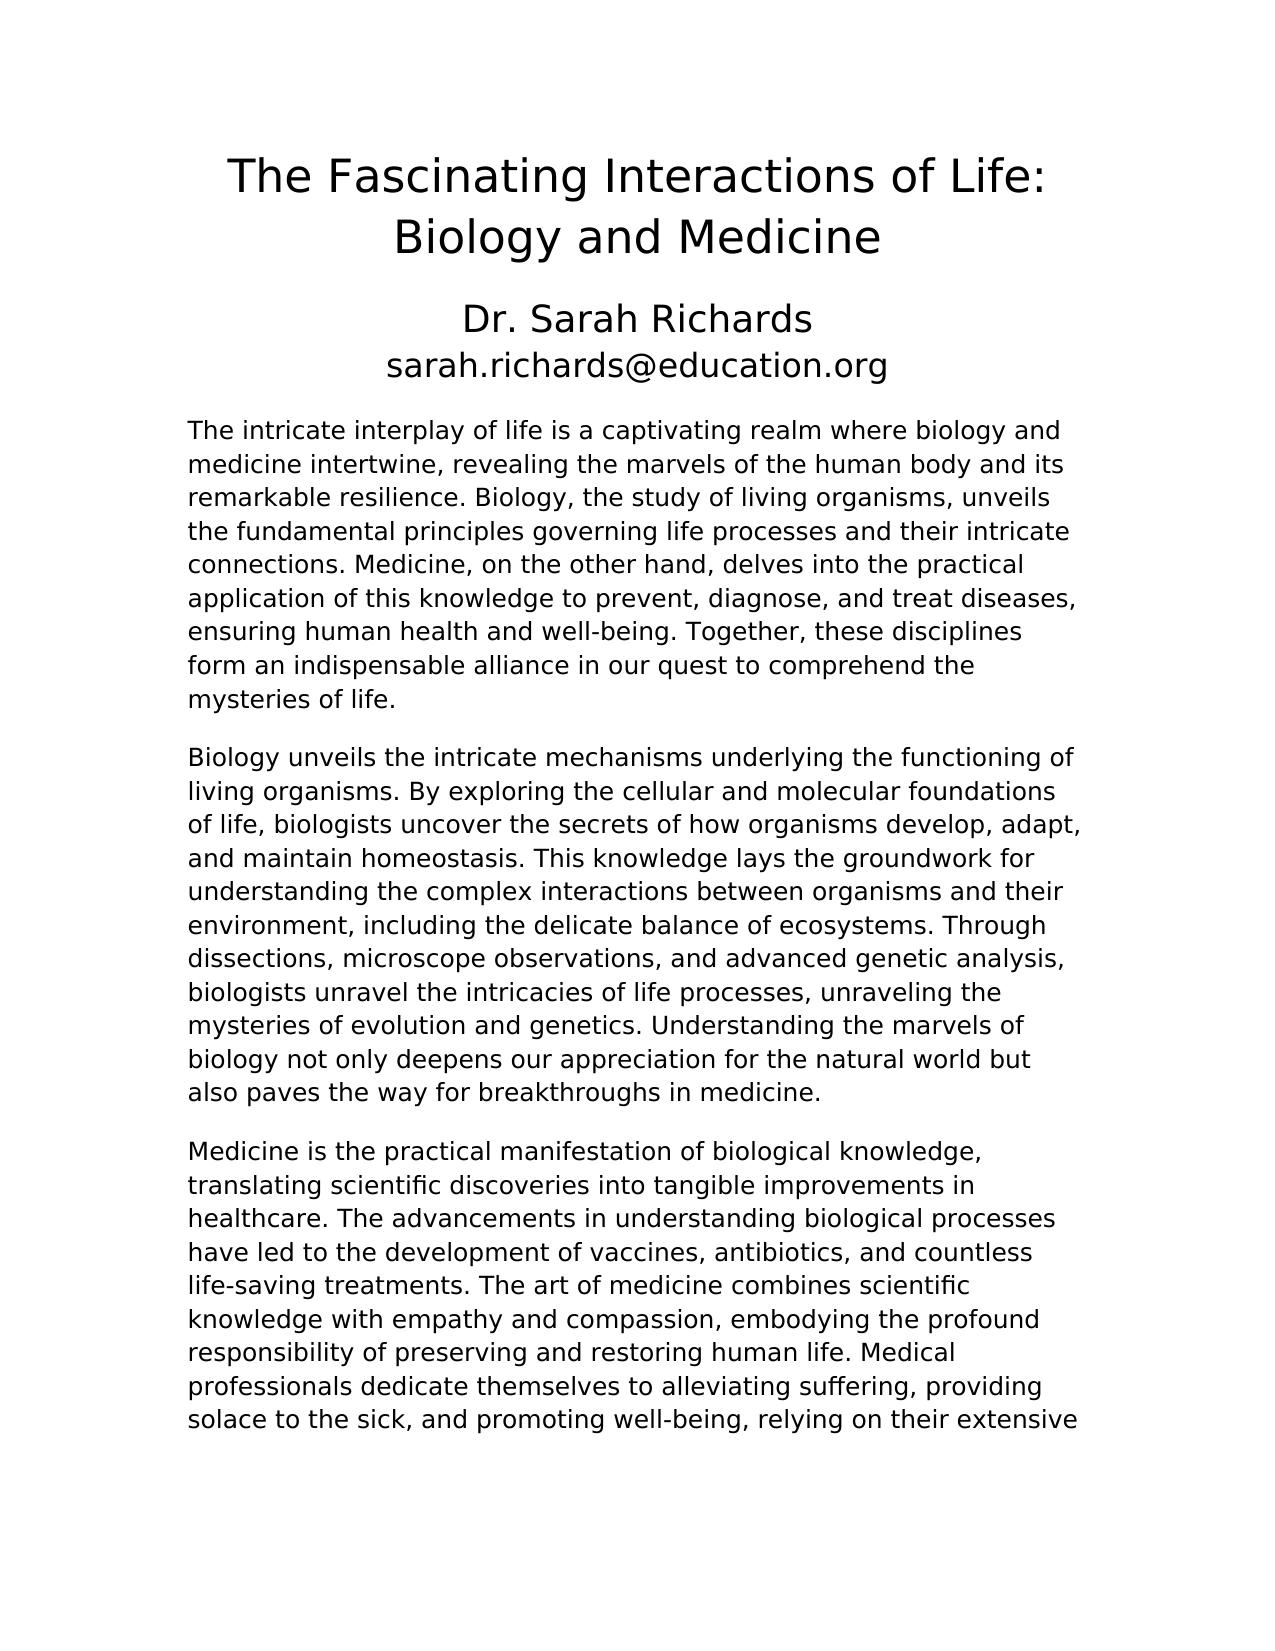 The Fascinating Interactions of Life:
Biology and Medicine
Dr. Sarah Richards
sarah.richards@education.org
The intricate interplay of life is a captivating realm where biology and
medicine intertwine, revealing the marvels of the human body and its
remarkable resilience. Biology, the study of living organisms, unveils
the fundamental principles governing life processes and their intricate
connections. Medicine, on the other hand, delves into the practical
application of this knowledge to prevent, diagnose, and treat diseases,
ensuring human health and well-being. Together, these disciplines
form an indispensable alliance in our quest to comprehend the
mysteries of life.
Biology unveils the intricate mechanisms underlying the functioning of
living organisms. By exploring the cellular and molecular foundations
of life, biologists uncover the secrets of how organisms develop, adapt,
and maintain homeostasis. This knowledge lays the groundwork for
understanding the complex interactions between organisms and their
environment, including the delicate balance of ecosystems. Through
dissections, microscope observations, and advanced genetic analysis,
biologists unravel the intricacies of life processes, unraveling the
mysteries of evolution and genetics. Understanding the marvels of
biology not only deepens our appreciation for the natural world but
also paves the way for breakthroughs in medicine.
Medicine is the practical manifestation of biological knowledge,
translating scientific discoveries into tangible improvements in
healthcare. The advancements in understanding biological processes
have led to the development of vaccines, antibiotics, and countless
life-saving treatments. The art of medicine combines scientific
knowledge with empathy and compassion, embodying the profound
responsibility of preserving and restoring human life. Medical
professionals dedicate themselves to alleviating suffering, providing
solace to the sick, and promoting well-being, relying on their extensive